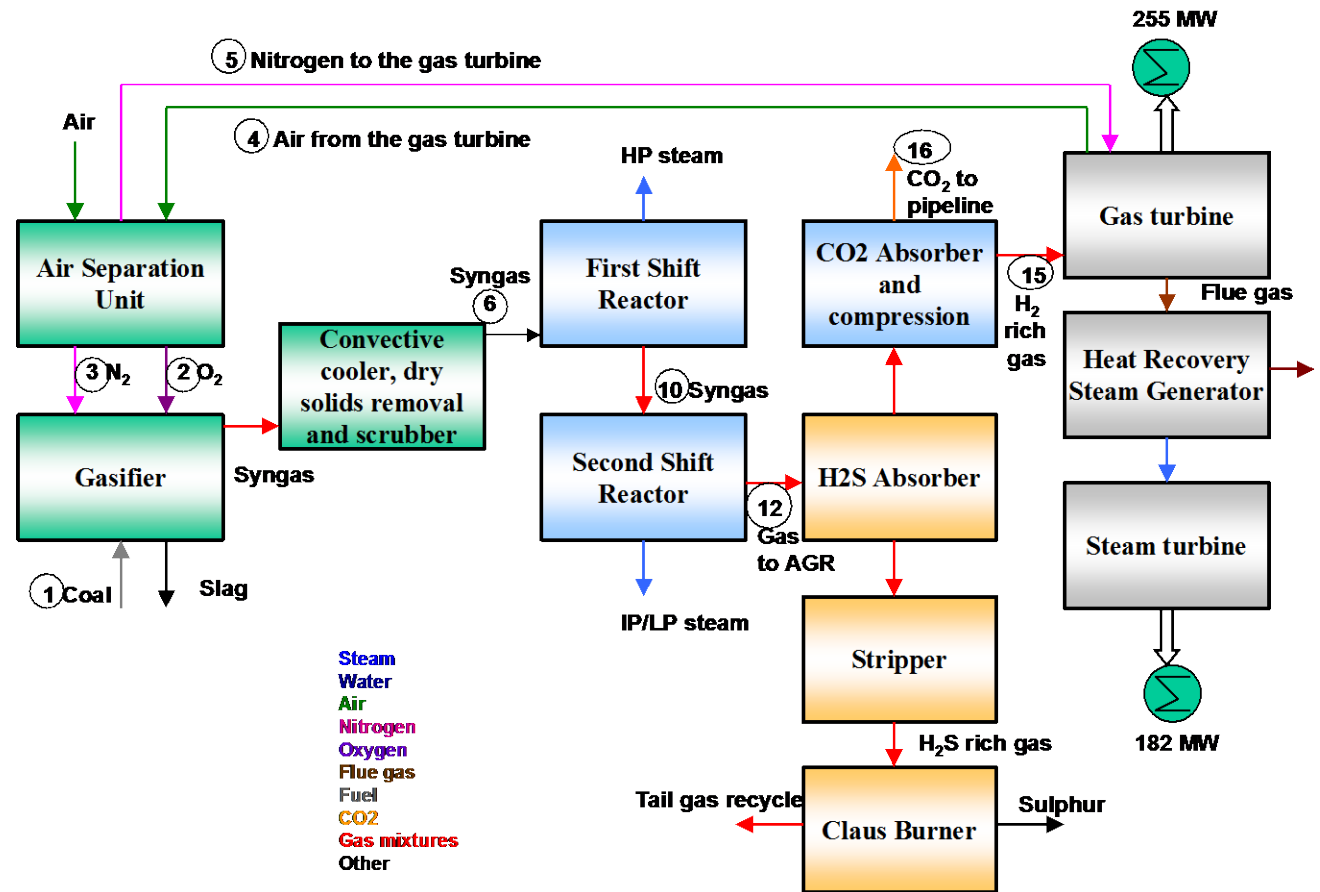 255 MW
5 Nitrogen to the gas turbine
Air
4 Air from the gas turbine
HP steam
16
CO2 to
pipeline
Gas turbine
Air Separation
Unit
Syngas
6
First Shift
Reactor
CO2 Absorber
and
compression
15
H2
rich
gas
Flue gas
3 N2
2 O2
Convective
cooler, dry
solids removal
and scrubber
10 Syngas
Heat Recovery
Steam Generator
Gasifier
Syngas
Second Shift
Reactor
12
Gas
to AGR
H2S Absorber
Steam turbine
1 Coal
Slag
IP/LP steam
Stripper
Steam
Water
Air
Nitrogen
Oxygen
Flue gas
Fuel
CO2
Gas mixtures
Other
H2S rich gas
182 MW
Tail gas recycle
Claus Burner
Sulphur